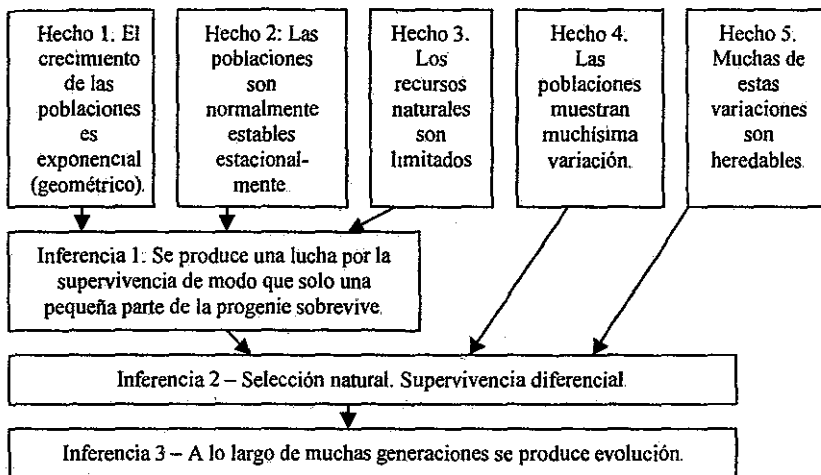 Hecho 1. El
crecimiento
de las
poblaciones
es
exponencial
(geométrico).
Hecho 2: Las
poblaciones
son
normalmente
estables
estacional-
mente.
Hecho 3.
Los
recursos
naturales
son
limitados
Hecho 4.
Las
poblaciones
muestran
muchísima
variación.
Hecho 5.
Muchas de
estas
variaciones
son
heredables.
Inferencia 1: Se produce una lucha por la
supervivencia de modo que solo una
pequeña parte de la progenie sobrevive.
Inferencia 2 – Selección natural. Supervivencia diferencial.
Inferencia 3 – A lo largo de muchas generaciones se produce evolución.